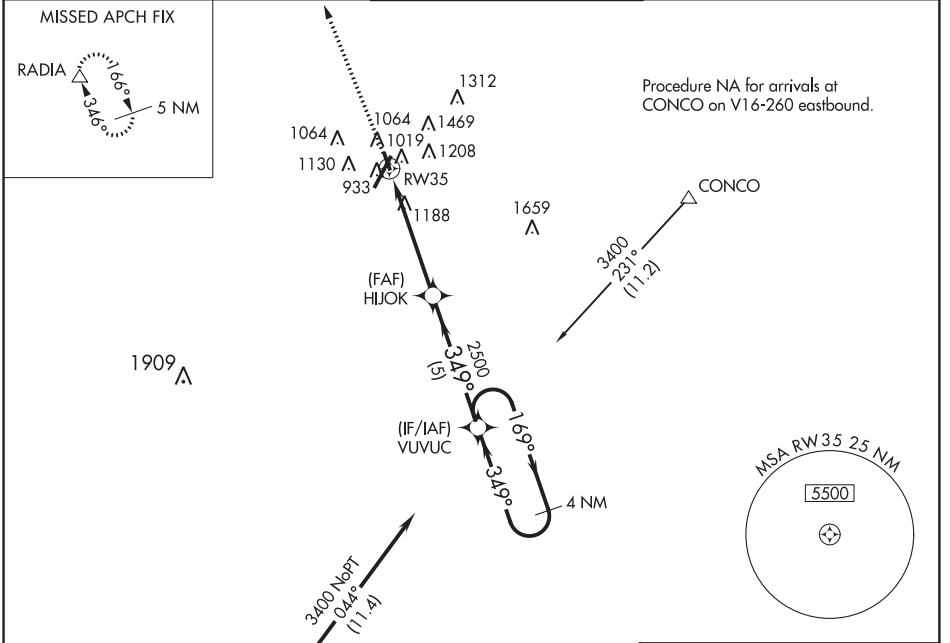 MISSED APCH FIX
RADIA
166°
346°
5 NM
Procedure NA for arrivals at
CONCO on V16-260 eastbound.
1312
1064
1064
1469
1019
1208
1130
933
RW35
1188
1659
CONCO
3400
231°
(11.2)
(FAF)
HIJOK
2500
349°
(5)
1909
(IF/IAF)
VUVUC
169°
349°
4 NM
3400 NoPT
044°
(11.4)
MSA RW35 25 NM
5500